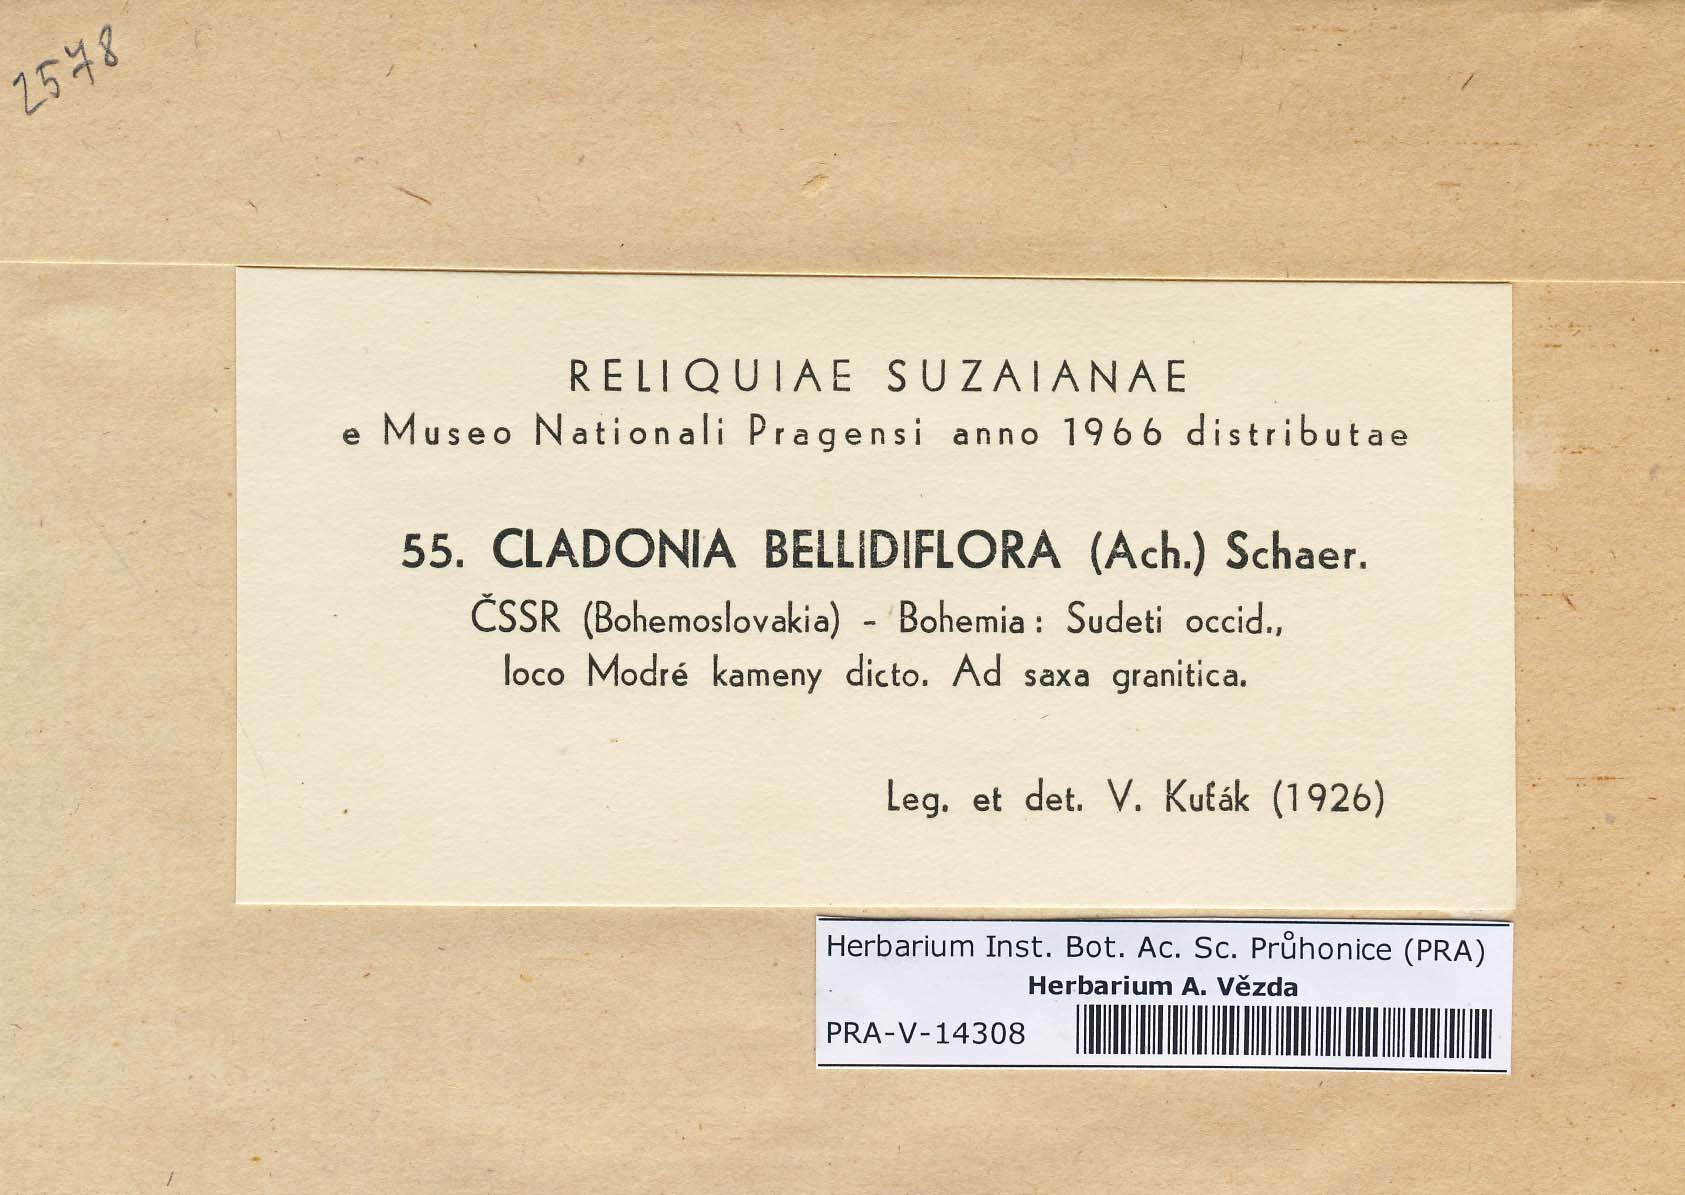 2578
RELIQUIAE SUZAIANAE
e Museo Nationali Pragensi anno 1966 distributae
55. CLADONIA BELLIDIFLORA (Ach.) Schaer.
ČSSR (Bohemoslovakia) - Bohemia: Sudeti occid.,
loco Modré kameny dicto. Ad saxa granitica.
Leg. et det. V. Kuťák (1926)
Herbarium Inst. Bot. Ac. Sc. Průhonice (PRA)
Herbarium A. Vězda
PRA-V-14308